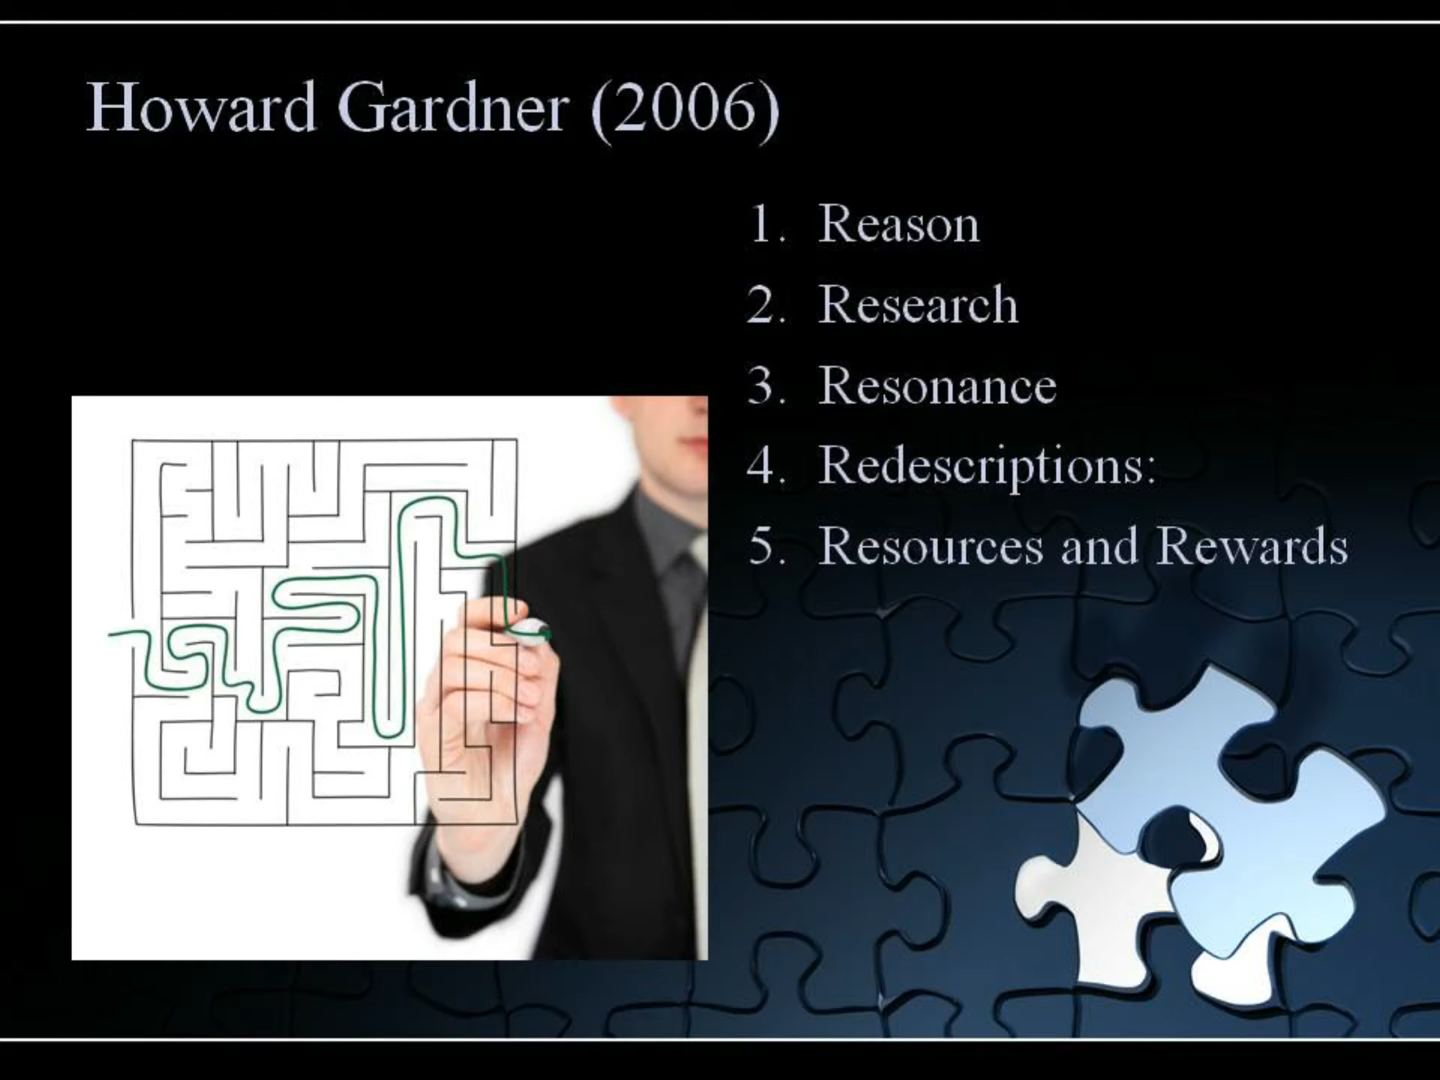 Howard Gardner (2006)
1. Reason
2. Research
3. Resonance
4. Redescriptions:
5. Resources and Rewards